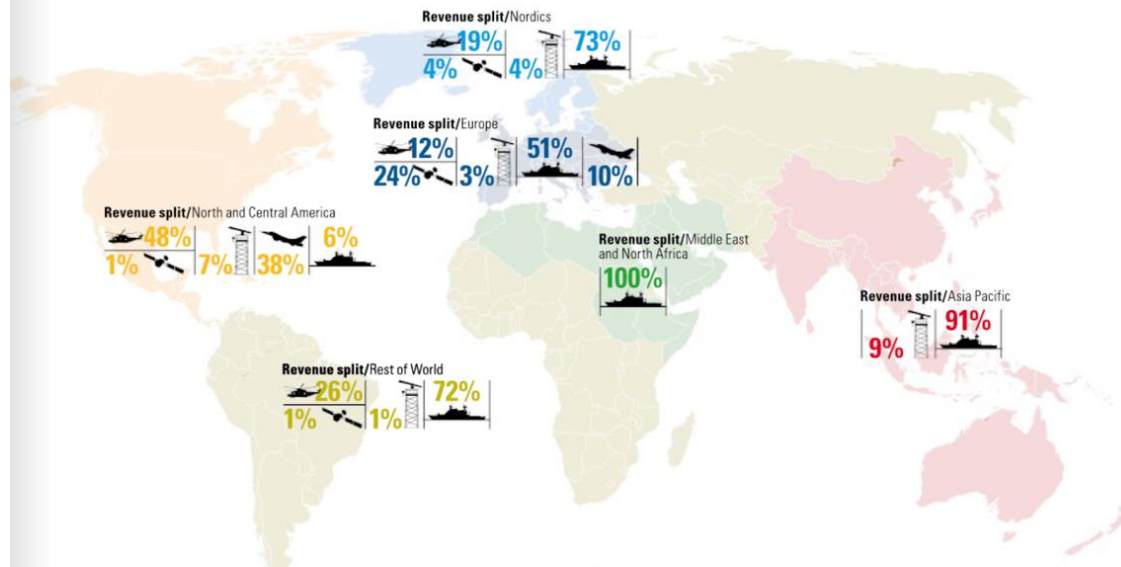 Revenue split/Nordics
19% 73%
4% 4%
Revenue split/Europe
12% 51%
24% 3% 10%
Revenue split/North and Central America
48% 6%
1% 7% 38%
Revenue split/Middle East
and North Africa
100%
Revenue split/Asia Pacific
91%
9%
Revenue split/Rest of World
26% 72%
1% 1%